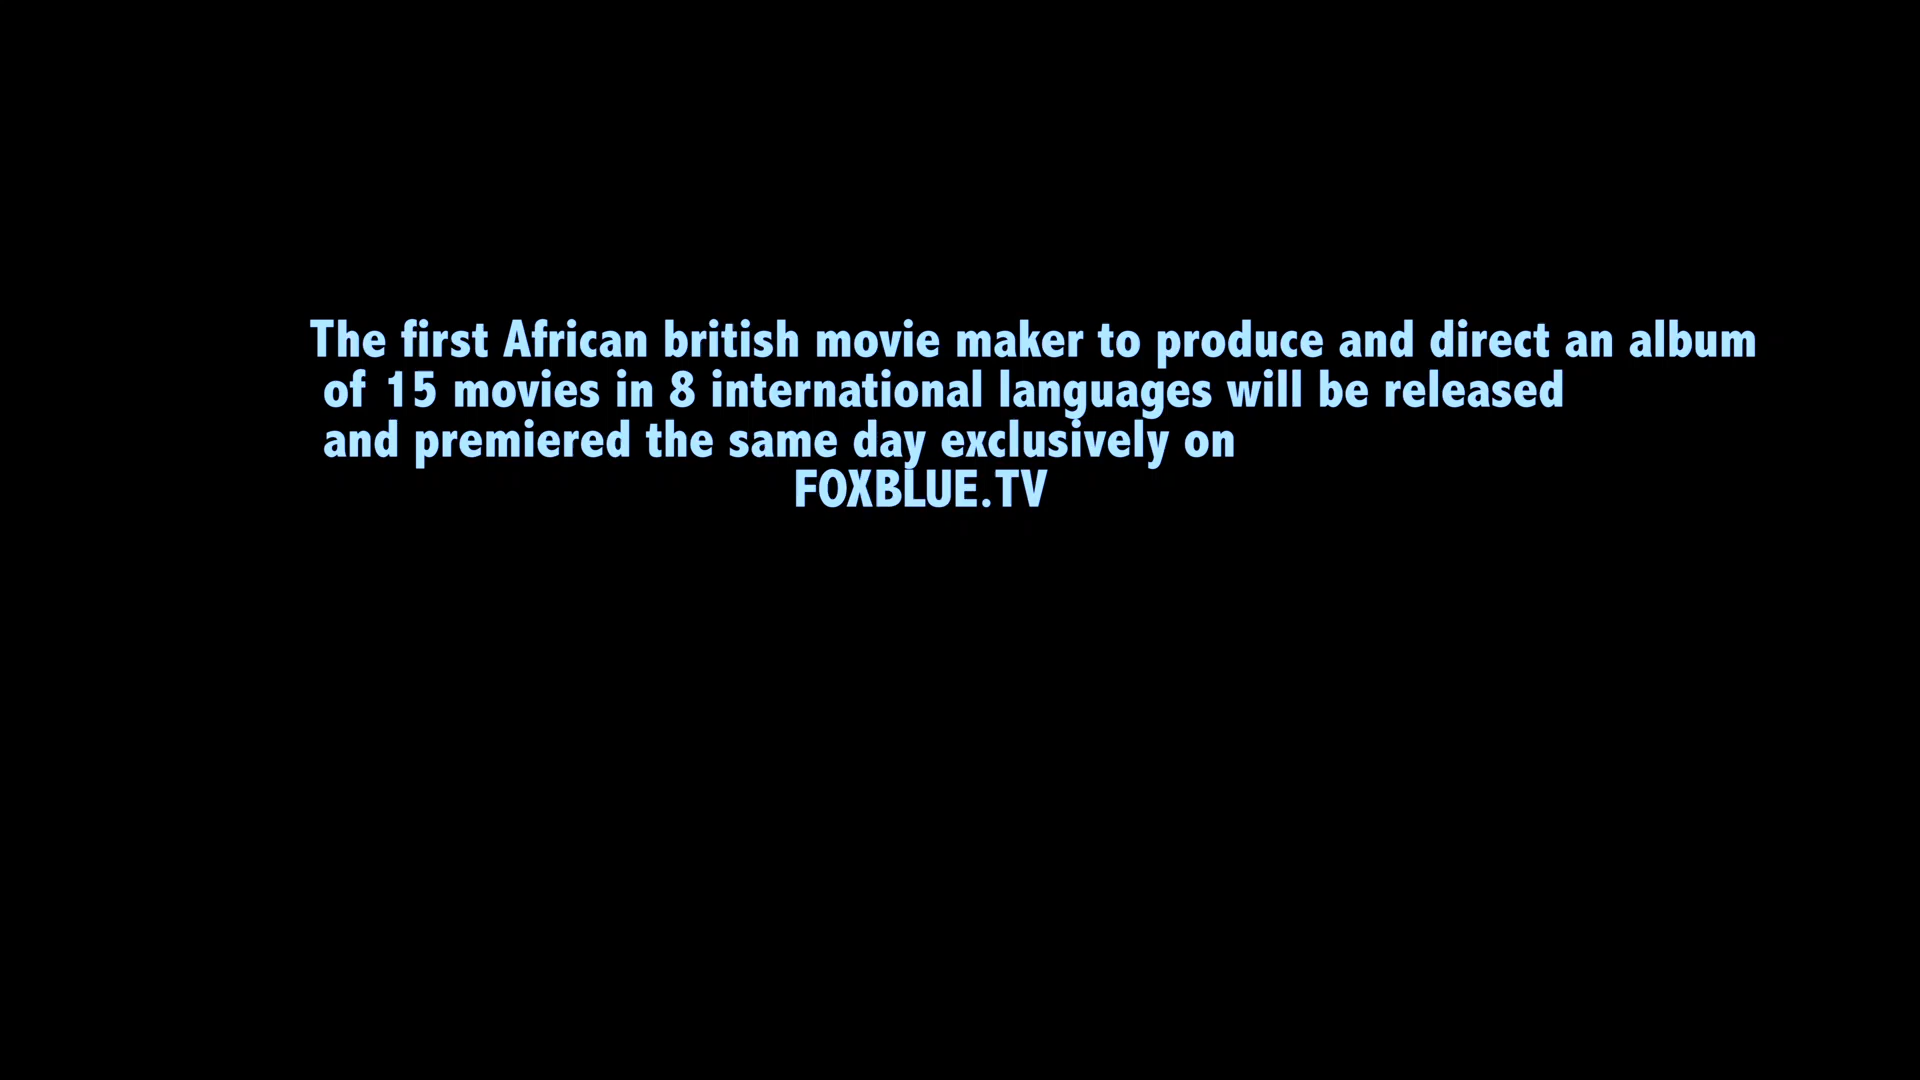 The first African british movie maker to produce and direct an album
of 15 movies in 8 international languages will be released
and premiered the same day exclusively on
FOXBLUE.TV